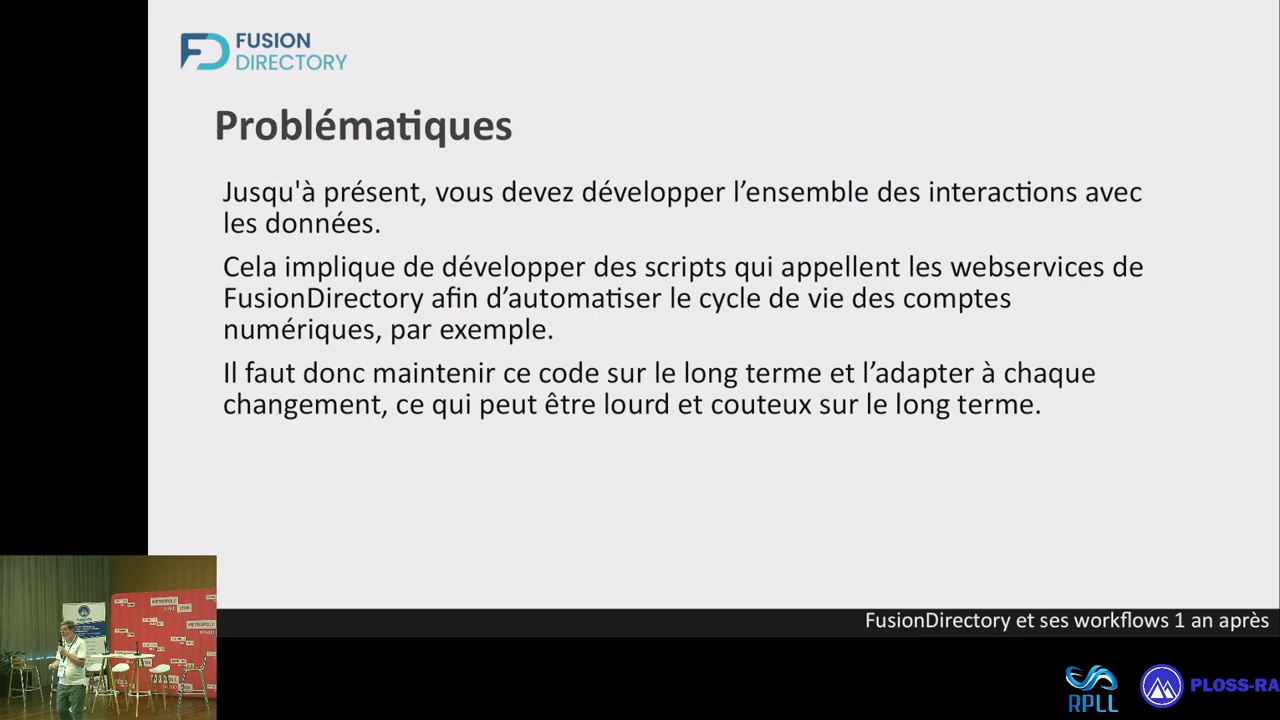 FUSION
DIRECTORY
Problématiques
Jusqu'à présent, vous devez développer l’ensemble des interactions avec
les données.
Cela implique de développer des scripts qui appellent les webservices de
FusionDirectory afin d’automatiser le cycle de vie des comptes
numériques, par exemple.
Il faut donc maintenir ce code sur le long terme et l’adapter à chaque
changement, ce qui peut être lourd et couteux sur le long terme.
FusionDirectory et ses workflows 1 an après
RPLL
PLOSS-RA